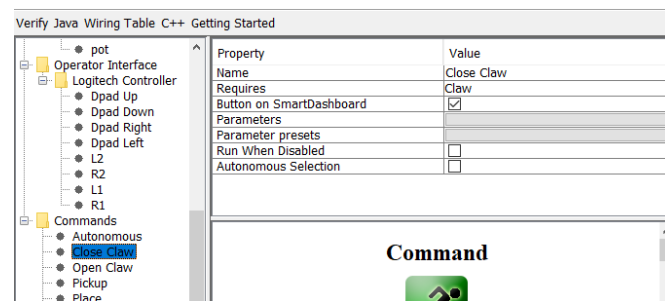 Verify Java Wiring Table C++ Getting Started
pot
Operator Interface
Logitech Controller
Dpad Up
Dpad Down
Dpad Right
Dpad Left
L2
R2
L1
R1
Commands
Autonomous
Close Claw
Open Claw
Pickup
Place
Property Value
Name Close Claw
Requires Claw
Button on SmartDashboard
Parameters
Parameter presets
Run When Disabled
Autonomous Selection
Command